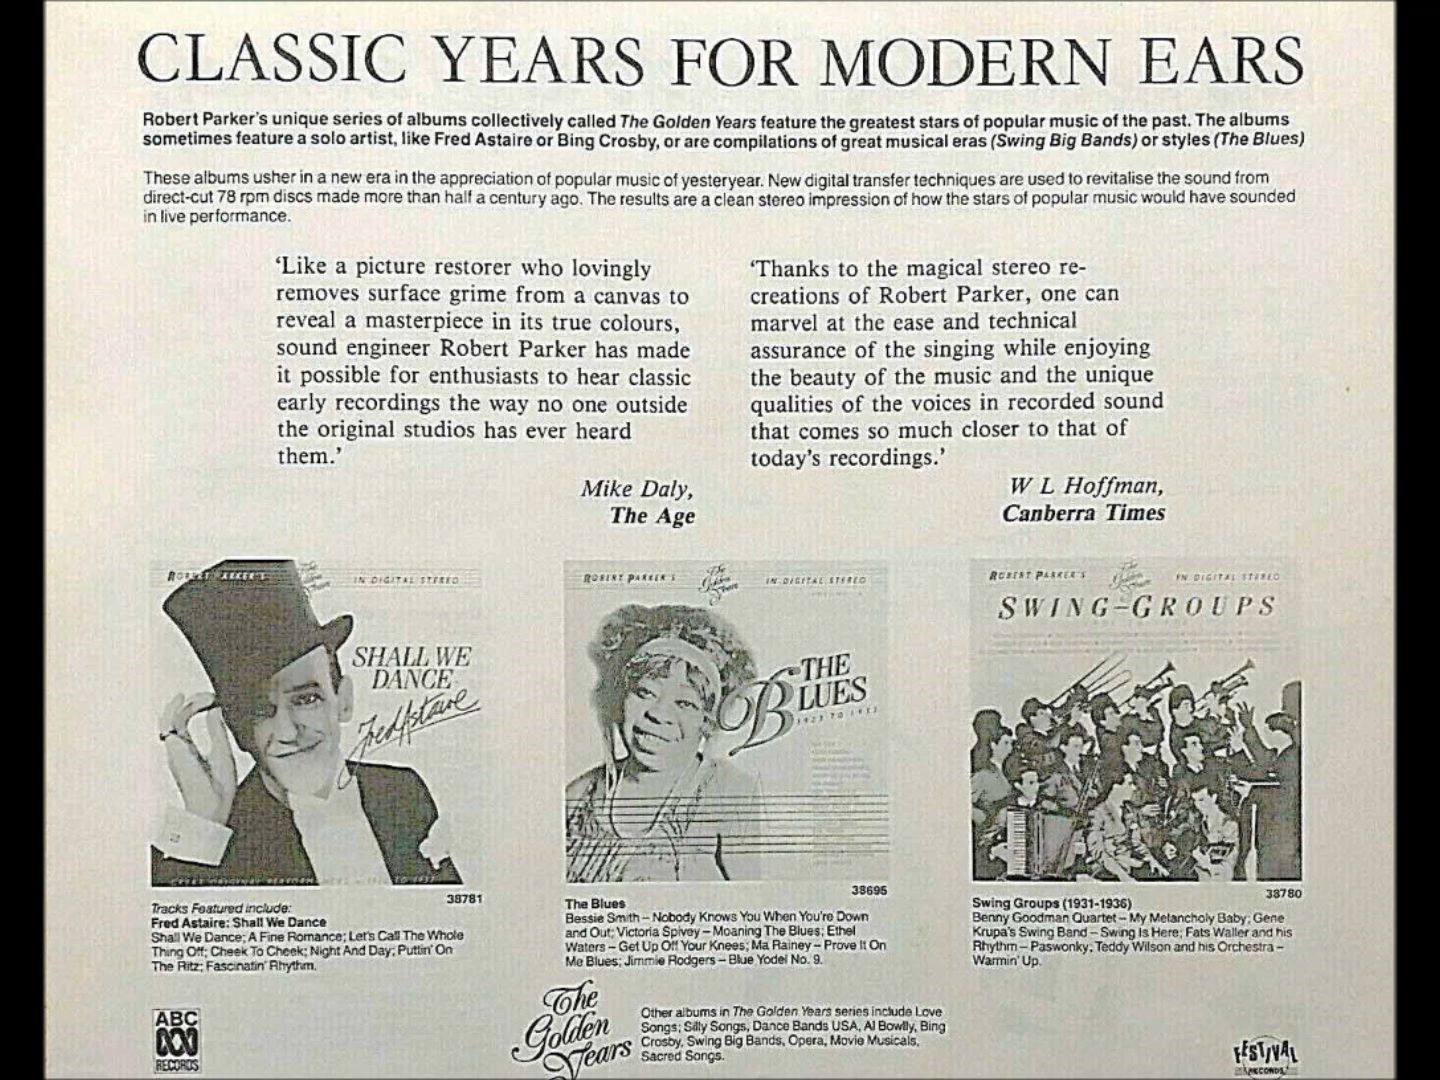 CLASSIC YEARS FOR MODERN EARS
Robert Parker's unique series of albums collectively called The Golden Years feature the greatest stars of popular music of the past. The albums
sometimes feature a solo artist, like Fred Astaire or Bing Crosby, or are compilations of great musical eras (Swing Big Bands) or styles (The Blues)
These albums usher in a new era in the appreciation of popular music of yesteryear. New digital transfer techniques are used to revitalise the sound from
direct-cut 78 rpm discs made more than half a century ago. The results are a clean stereo impression of how the stars of popular music would have sounded
in live performance.
'Like a picture restorer who lovingly
removes surface grime from a canvas to
reveal a masterpiece in its true colours,
sound engineer Robert Parker has made
it possible for enthusiasts to hear classic
early recordings the way no one outside
the original studios has ever heard
them.'
Mike Daly,
The Age
'Thanks to the magical stereo re-
creations of Robert Parker, one can
marvel at the ease and technical
assurance of the singing while enjoying
the beauty of the music and the unique
qualities of the voices in recorded sound
that comes so much closer to that of
today's recordings.'
W L Hoffman,
Canberra Times
ROBERT PARKER'S
The Golden Years
IN DIGITAL STEREO
SHALL WE
DANCE
Fred Astaire
38781
Tracks Featured include:
Fred Astaire: Shall We Dance
Shall We Dance; A Fine Romance; Let's Call The Whole
Thing Off; Cheek To Cheek; Night And Day; Puttin' On
The Ritz; Fascinatin' Rhythm.
ROBERT PARKER'S
The Golden Years
IN DIGITAL STEREO
THE
BLUES
1923 TO 1933
38695
The Blues
Bessie Smith – Nobody Knows You When You're Down
and Out; Victoria Spivey – Moaning The Blues; Ethel
Waters – Get Up Off Your Knees; Ma Rainey – Prove It On
Me Blues; Jimmie Rodgers – Blue Yodel No. 9.
ROBERT PARKER'S
The Golden Years
IN DIGITAL STEREO
SWING-GROUPS
38780
Swing Groups (1931-1936)
Benny Goodman Quartet – My Melancholy Baby; Gene
Krupa's Swing Band – Swing Is Here; Fats Waller and his
Rhythm – Paswonky; Teddy Wilson and his Orchestra –
Warmin' Up.
ABC
RECORDS
The
Golden
Years
Other albums in The Golden Years series include Love
Songs; Silly Songs, Dance Bands USA, Al Bowlly, Bing
Crosby, Swing Big Bands, Opera, Movie Musicals,
Sacred Songs.
FESTIVAL
RECORDS